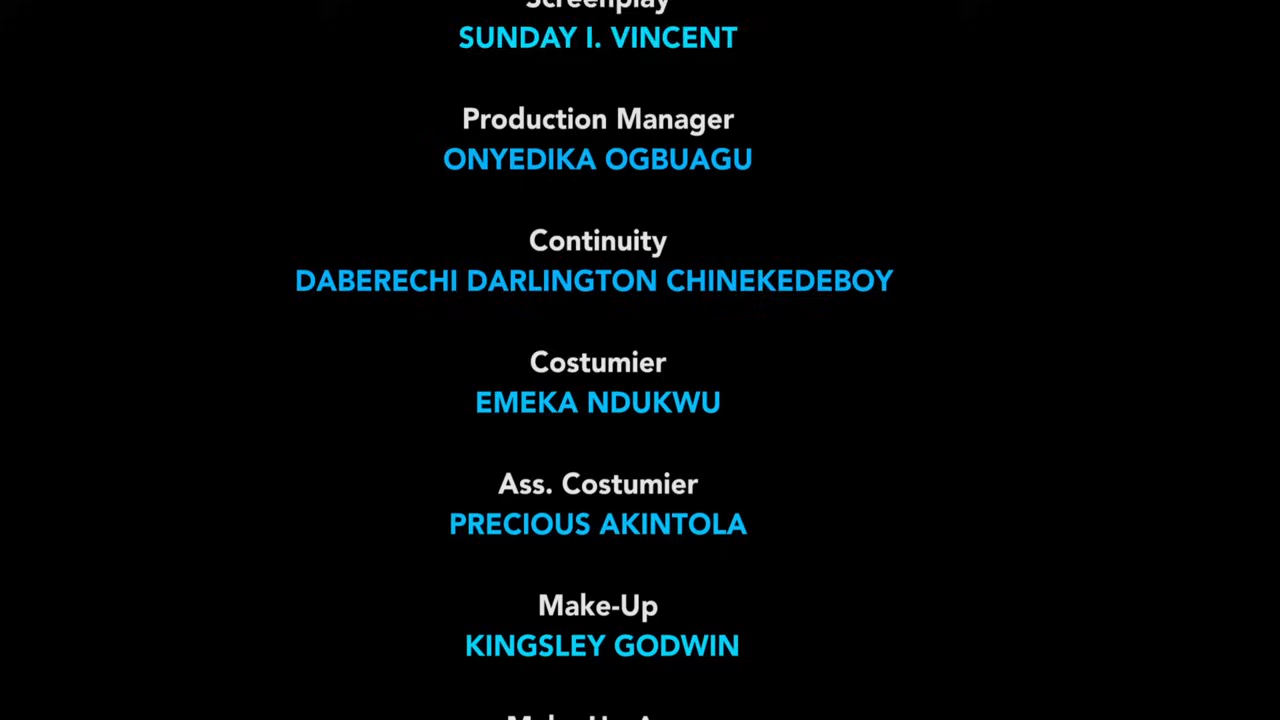 Screenplay
SUNDAY I. VINCENT
Production Manager
ONYEDIKA OGBUAGU
Continuity
DABERECHI DARLINGTON CHINEKEDEBOY
Costumier
EMEKA NDUKWU
Ass. Costumier
PRECIOUS AKINTOLA
Make-Up
KINGSLEY GODWIN